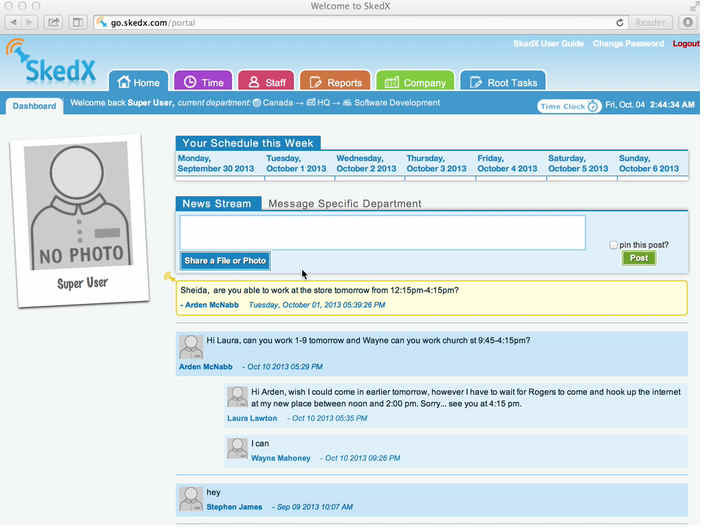 Welcome to SkedX
go.skedx.com/portal
Reader
SkedX User Guide Change Password Logout
SkedX
Home Time Staff Reports Company Root Tasks
Dashboard
Welcome back Super User, current department: Canada → HQ → Software Development
Time Clock
Fri, Oct. 04 2:44:34 AM
NO PHOTO
Super User
Your Schedule this Week
Monday, Tuesday, Wednesday, Thursday, Friday, Saturday, Sunday,
September 30 2013 October 1 2013 October 2 2013 October 3 2013 October 4 2013 October 5 2013 October 6 2013
News Stream Message Specific Department
pin this post?
Share a File or Photo
Post
Sheida, are you able to work at the store tomorrow from 12:15pm-4:15pm?
- Arden McNabb Tuesday, October 01, 2013 05:39:26 PM
Hi Laura, can you work 1-9 tomorrow and Wayne can you work church st 9:45-4:15pm?
Arden McNabb - Oct 10 2013 05:29 PM
Hi Arden, wish I could come in earlier tomorrow, however I have to wait for Rogers to come and hook up the internet
at my new place between noon and 2:00 pm. Sorry... see you at 4:15 pm.
Laura Lawton - Oct 10 2013 05:35 PM
I can
Wayne Mahoney - Oct 10 2013 09:26 PM
hey
Stephen James - Sep 09 2013 10:07 AM